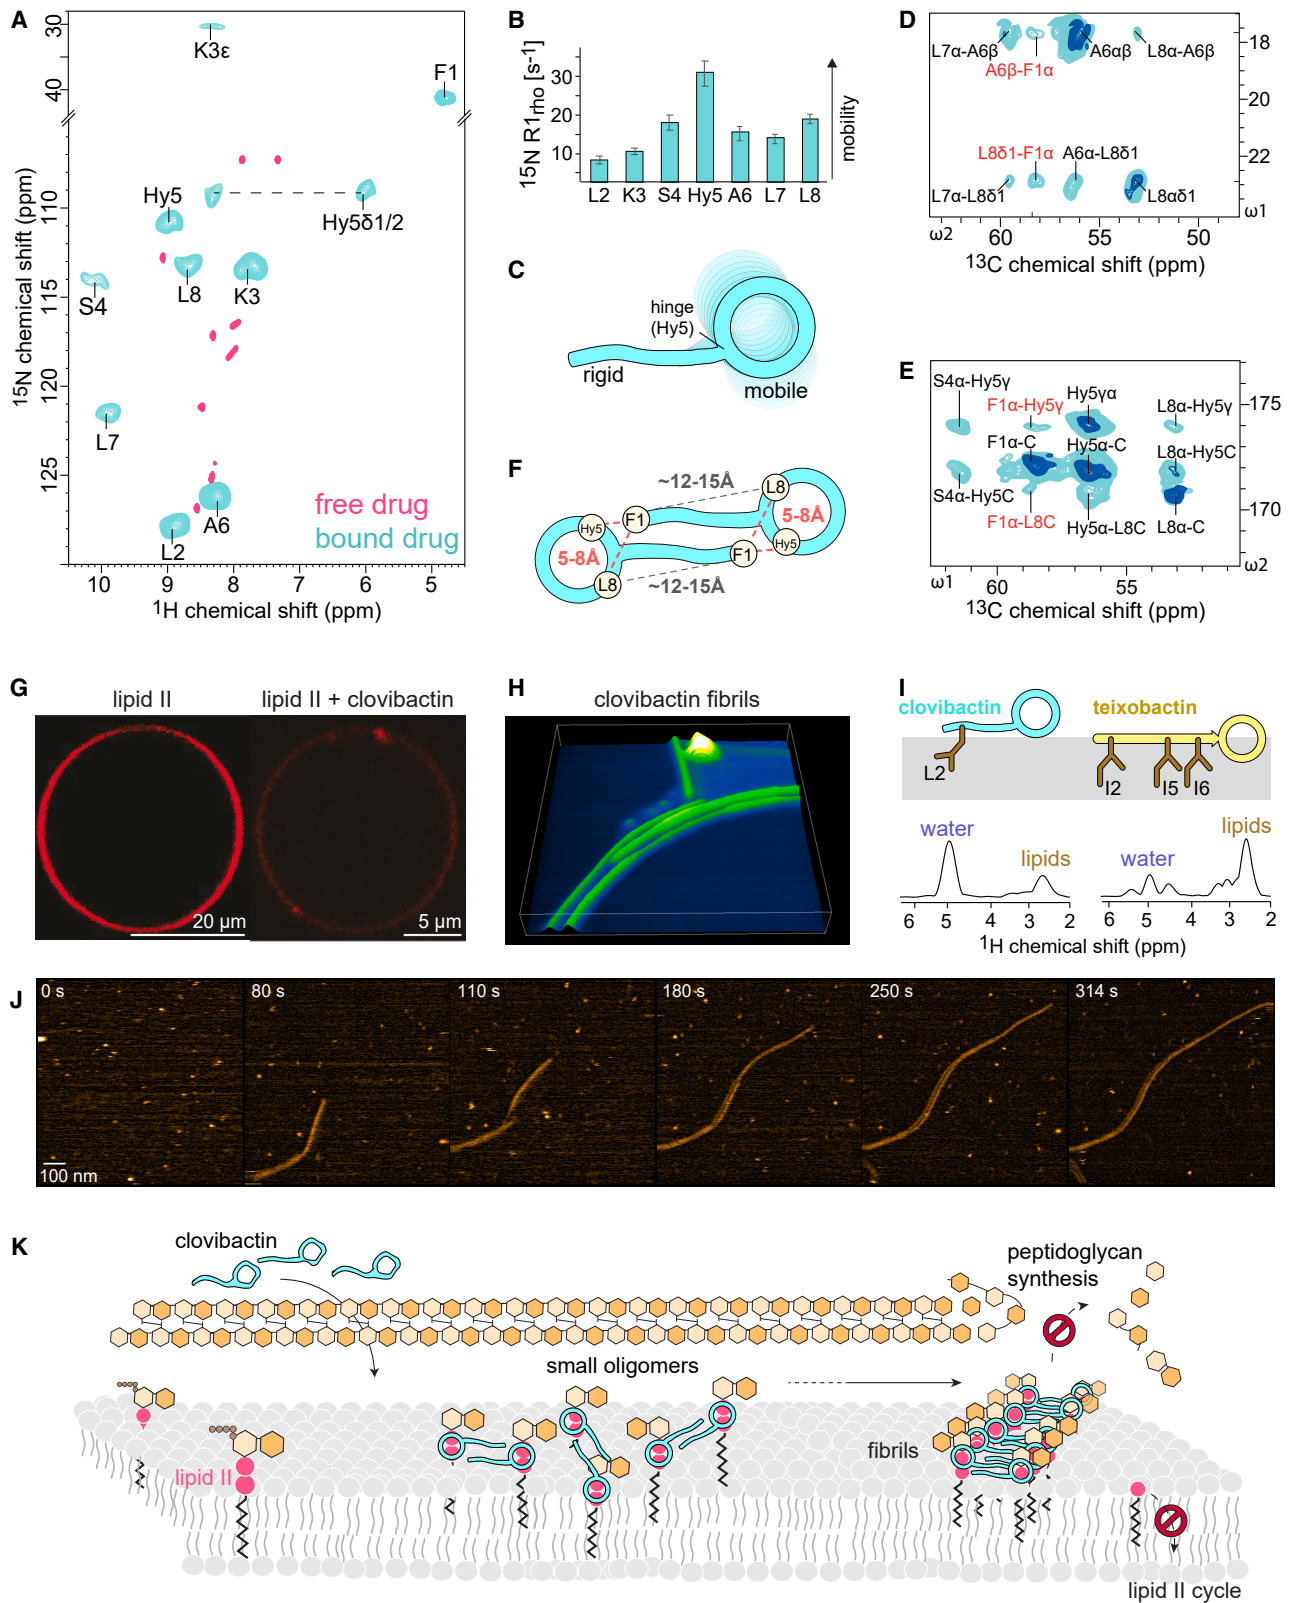 A
30
40
110
115
120
125
15N chemical shift (ppm)
K3ε
F1
Hy5
Hy5δ1/2
S4
L8
K3
L7
A6
L2
free drug
bound drug
10 9 8 7 6 5 4
1H chemical shift (ppm)
B
15N R1rho [s-1]
30
20
10
L2 K3 S4 Hy5 A6 L7 L8
mobility
C
hinge
(Hy5)
rigid
mobile
D
L7α-A6β
A6β-F1α
A6αβ
L8α-A6β
L8δ1-F1α
A6α-L8δ1
L7α-L8δ1
L8αδ1
18
20
22
ω1
ω2
60 55 50
13C chemical shift (ppm)
E
S4α-Hy5γ
F1α-Hy5γ
Hy5γα
L8α-Hy5γ
F1α-C
Hy5α-C
L8α-Hy5C
S4α-Hy5C
F1α-L8C
Hy5α-L8C
L8α-C
175
170
ω2
ω1
60 55
13C chemical shift (ppm)
F
~12-15Å
L8
Hy5
F1
5-8Å
5-8Å
F1
Hy5
L8
~12-15Å
G
lipid II
lipid II + clovibactin
20 µm
5 µm
H
clovibactin fibrils
I
clovibactin
teixobactin
L2
I2
I5
I6
water
lipids
water
lipids
6 5 4 3 2
6 5 4 3 2
1H chemical shift (ppm)
J
0 s
80 s
110 s
180 s
250 s
314 s
100 nm
K
clovibactin
peptidoglycan
synthesis
small oligomers
lipid II
fibrils
lipid II cycle